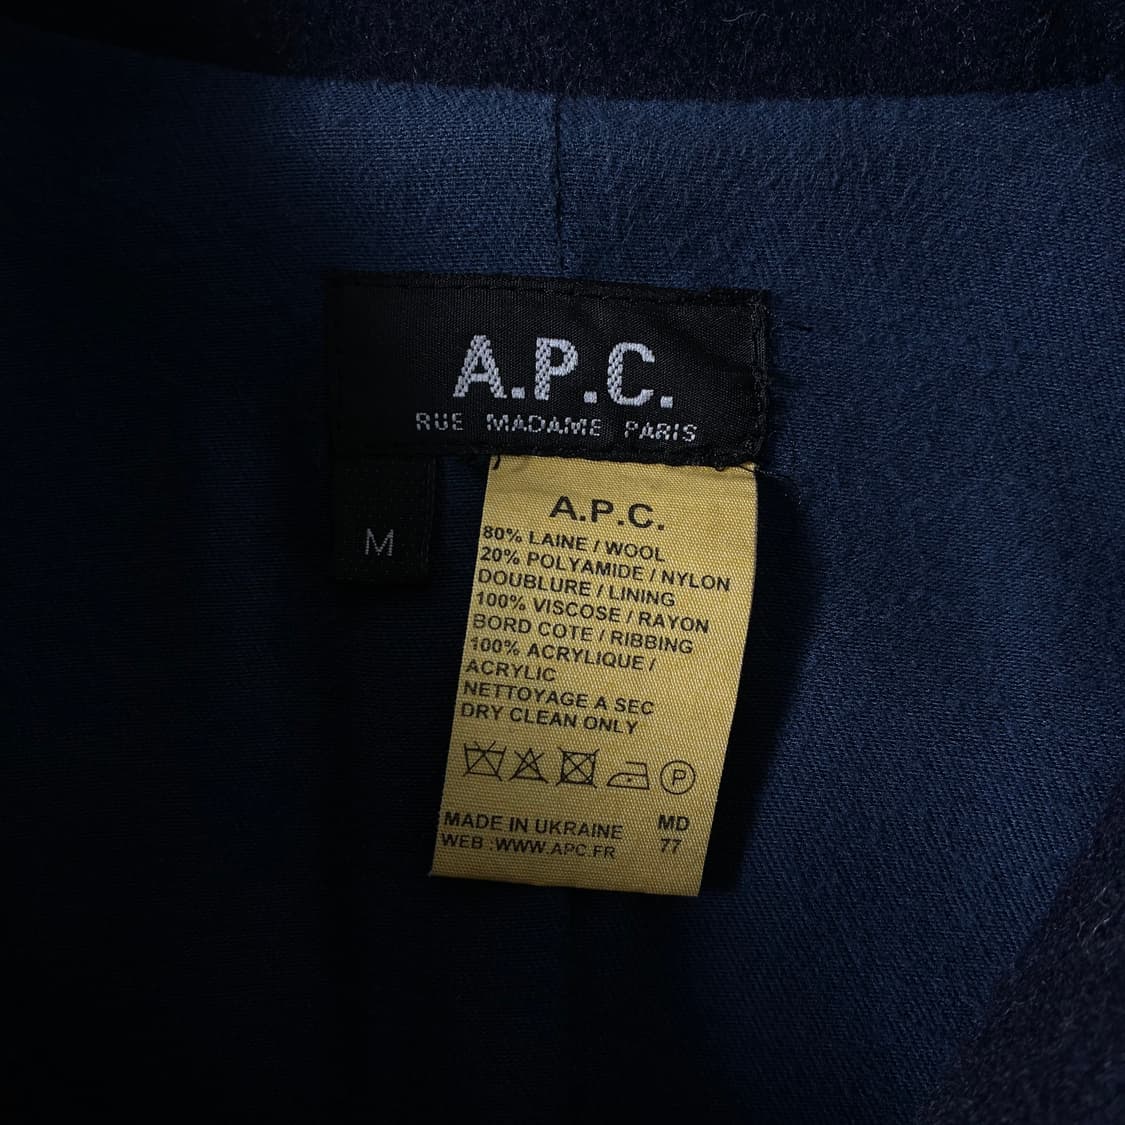 A.P.C.
RUE MADAME PARIS
M
A.P.C.
80% LAINE / WOOL
20% POLYAMIDE / NYLON
DOUBLURE / LINING
100% VISCOSE / RAYON
BORD COTE / RIBBING
100% ACRYLIQUE /
ACRYLIC
NETTOYAGE A SEC
DRY CLEAN ONLY
P
MADE IN UKRAINE MD
WEB :WWW.APC.FR 77